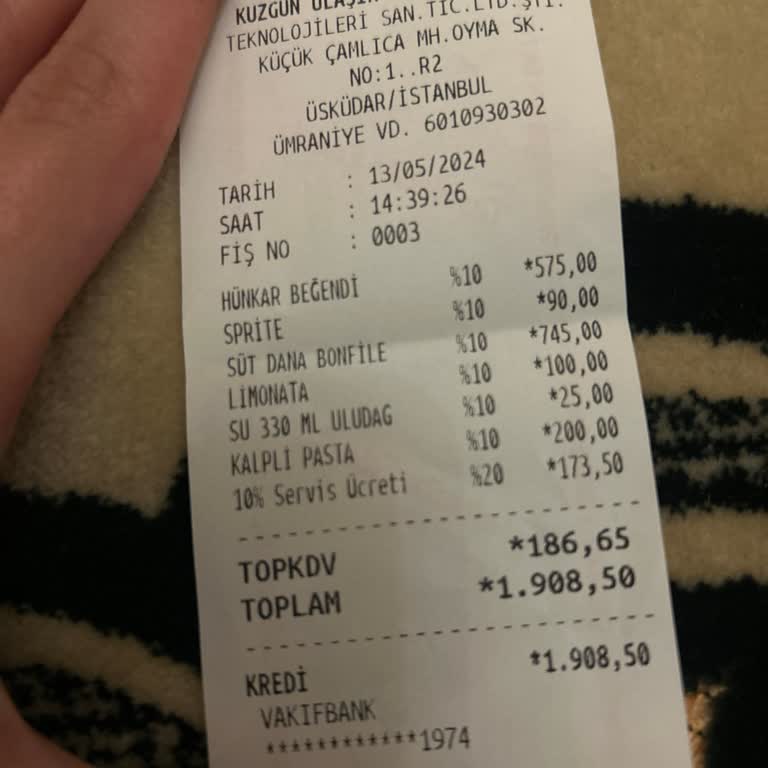 KUZGUN
TEKNOLOJİLERİ SAN.TİC.LTD.ŞTİ.
KÜÇÜK ÇAMLICA MH.OYMA SK.
NO:1..R2
ÜSKÜDAR/İSTANBUL
ÜMRANİYE VD. 6010930302
TARİH : 13/05/2024
SAAT : 14:39:26
FİŞ NO : 0003
HÜNKAR BEĞENDİ %10 *575,00
SPRİTE %10 *90,00
SÜT DANA BONFİLE %10 *745,00
LİMONATA %10 *100,00
SU 330 ML ULUDAG %10 *25,00
KALPLİ PASTA %10 *200,00
10% Servis Ücreti %20 *173,50
TOPKDV *186,65
TOPLAM *1.908,50
KREDİ *1.908,50
VAKIFBANK
************1974